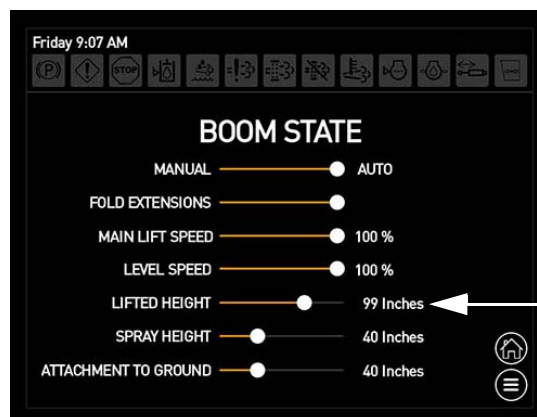 Friday 9:07 AM
(P) STOP
BOOM STATE
MANUAL AUTO
FOLD EXTENSIONS
MAIN LIFT SPEED 100 %
LEVEL SPEED 100 %
LIFTED HEIGHT 99 Inches
SPRAY HEIGHT 40 Inches
ATTACHMENT TO GROUND 40 Inches